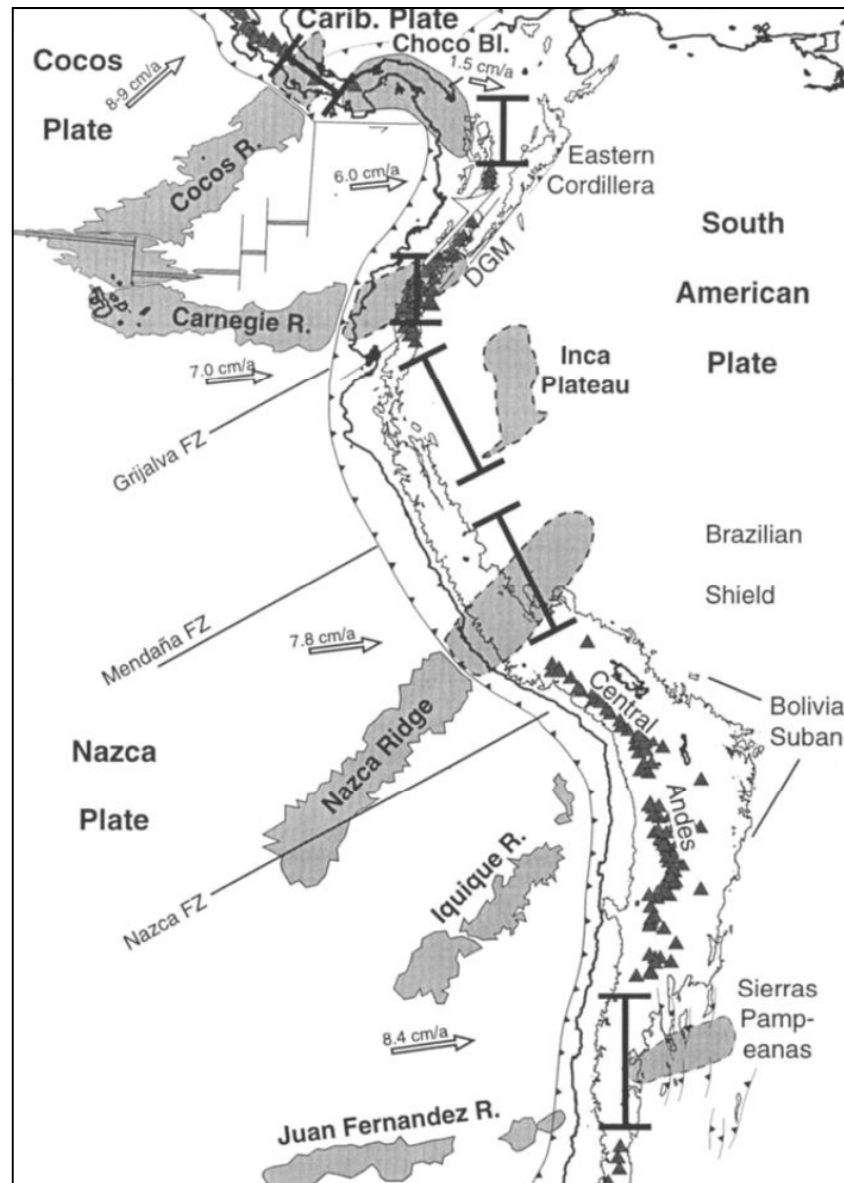 Carib. Plate
Cocos
Plate
Choco Bl.
8-9 cm/a
1.5 cm/a
Cocos R.
6.0 cm/a
Eastern
Cordillera
South
American
Plate
DGM
Carnegie R.
7.0 cm/a
Inca
Plateau
Grijalva FZ
Brazilian
Shield
Mendaña FZ
7.8 cm/a
Central
Andes
Bolivia
Suban
Nazca
Plate
Nazca Ridge
Iquique R.
Nazca FZ
Sierras
Pamp-
eanas
8.4 cm/a
Juan Fernandez R.